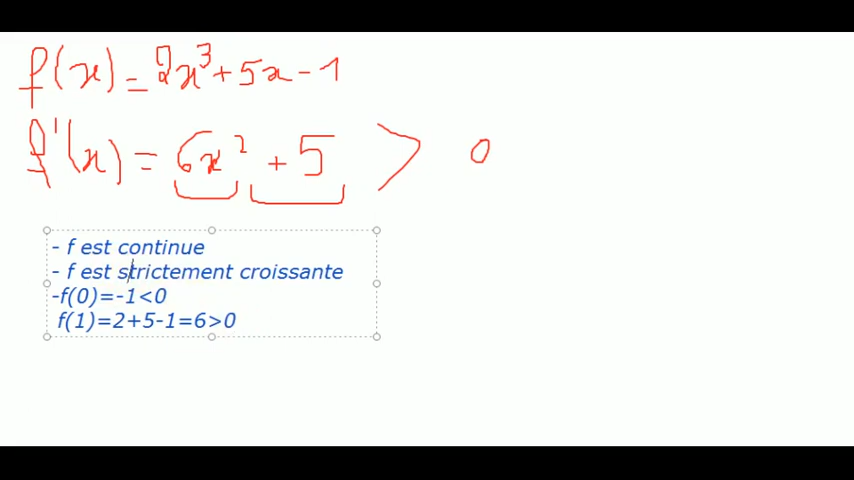 f(x) = 2x³ + 5x - 1
f'(x) = 6x² + 5 > 0
- f est continue
- f est strictement croissante
-f(0)=-1<0
f(1)=2+5-1=6>0